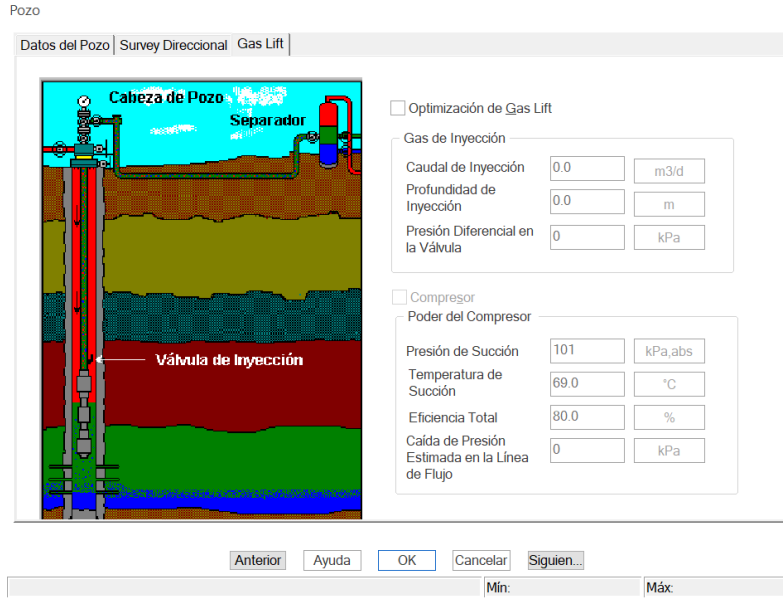 Pozo
Datos del Pozo
Survey Direccional
Gas Lift
Cabeza de Pozo
Separador
Válvula de Inyección
Optimización de Gas Lift
Gas de Inyección
Caudal de Inyección 0.0 m3/d
Profundidad de
Inyección 0.0 m
Presión Diferencial en
la Válvula 0 kPa
Compresor
Poder del Compresor
Presión de Succión 101 kPa,abs
Temperatura de
Succión 69.0 °C
Eficiencia Total 80.0 %
Caída de Presión
Estimada en la Línea
de Flujo 0 kPa
Anterior
Ayuda
OK
Cancelar
Siguien...
Mín:
Máx: